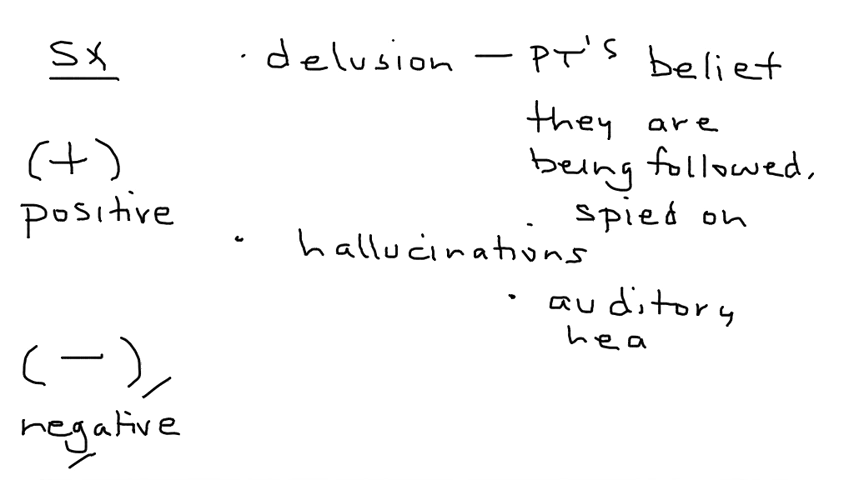 Sx
· delusion — PT's belief
they are
being followed,
spied on
(+)
positive
· hallucinations
· auditory
hea
(-)
negative